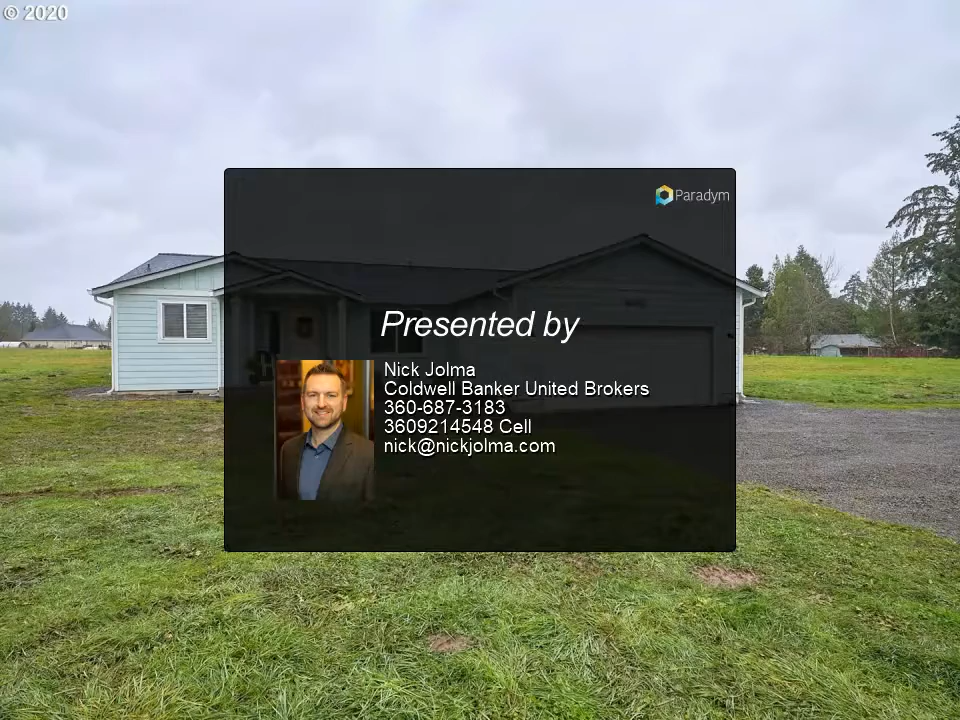 © 2020
Paradym
Presented by
Nick Jolma
Coldwell Banker United Brokers
360-687-3183
3609214548 Cell
nick@nickjolma.com